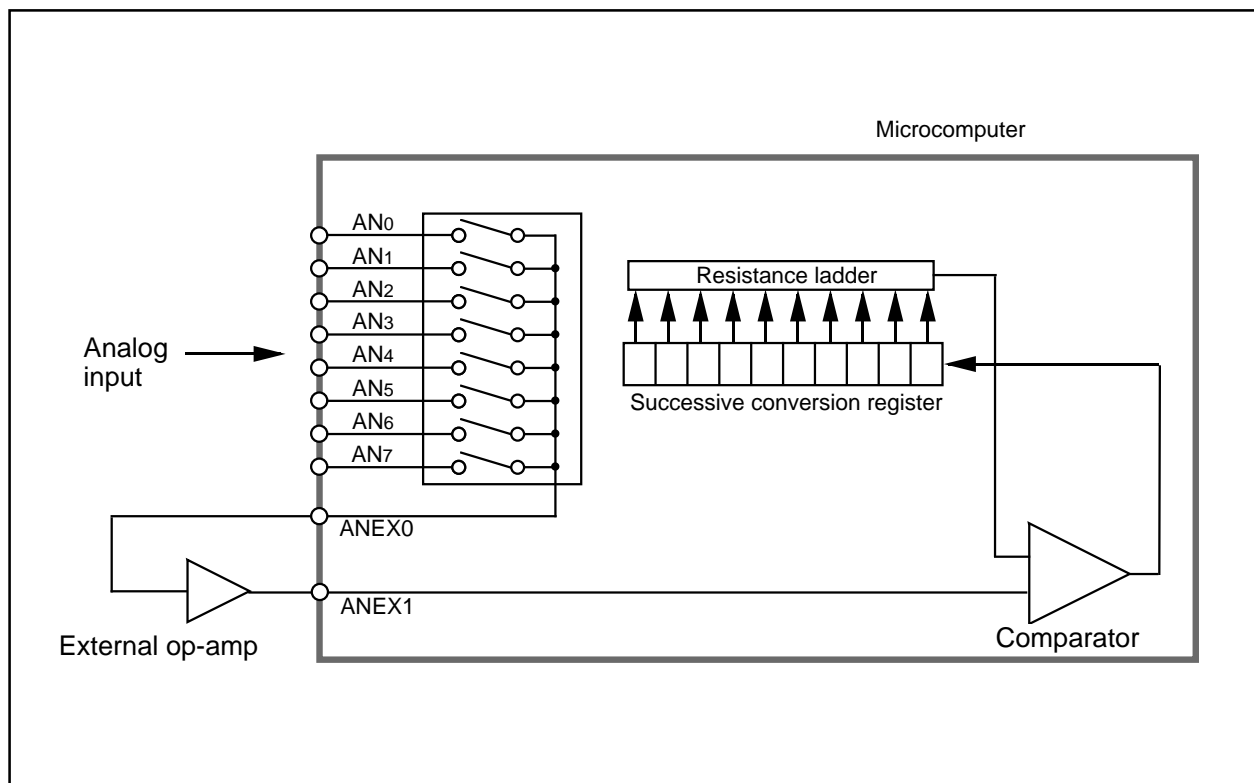 Microcomputer
AN0
AN1
AN2
AN3
AN4
AN5
AN6
AN7
Resistance ladder
Analog
input
Successive conversion register
ANEX0
ANEX1
External op-amp
Comparator